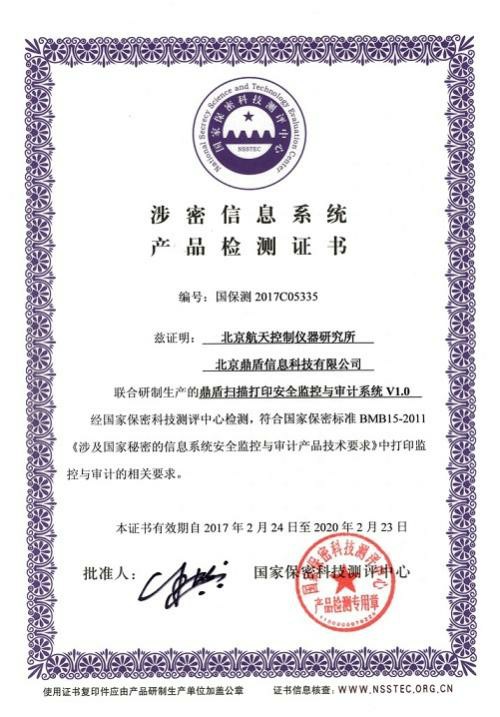 国家保密科技测评中心
National Secrecy Science and Technology Evaluation Center
NSSTEC
涉密信息系统
产品检测证书
编号：国保测 2017C05335
兹证明： 北京航天控制仪器研究所
北京鼎盾信息科技有限公司
联合研制生产的鼎盾扫描打印安全监控与审计系统 V1.0
经国家保密科技测评中心检测，符合国家保密标准 BMB15-2011
《涉及国家秘密的信息系统安全监控与审计产品技术要求》中打印监
控与审计的相关要求。
本证书有效期自 2017 年 2 月 24 日至 2020 年 2 月 23 日
批准人：
国家保密科技测评中心
国家保密科技测评中心
产品检测专用章
使用证书复印件应由产品研制生产单位加盖公章
证书信息核查：WWW.NSSTEC.ORG.CN